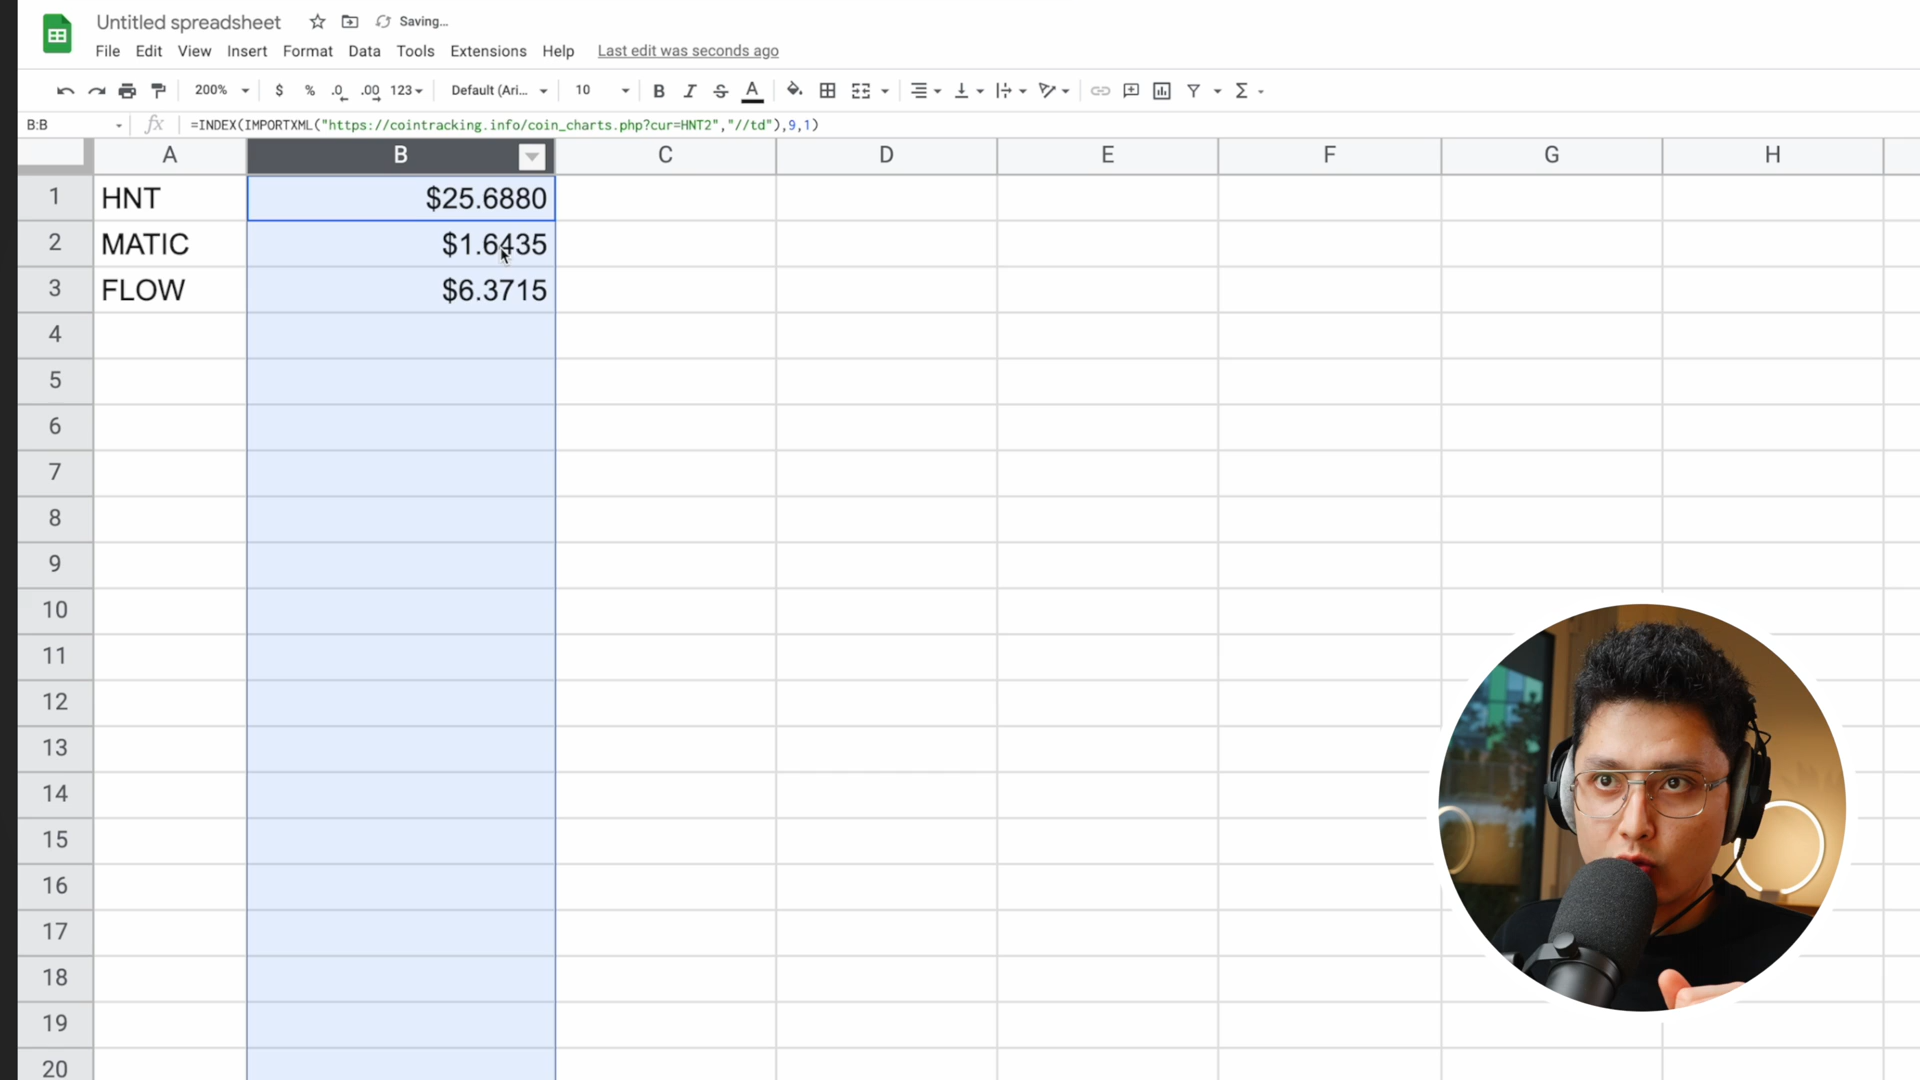 Untitled spreadsheet Saving...
File Edit View Insert Format Data Tools Extensions Help Last edit was seconds ago
200% $ % .0 .00 123 Default (Ari... 10 B I S A Σ
B:B fx =INDEX(IMPORTXML("https://cointracking.info/coin_charts.php?cur=HNT2","//td"),9,1)
A B C D E F G H
1 HNT $25.6880
2 MATIC $1.6435
3 FLOW $6.3715
4
5
6
7
8
9
10
11
12
13
14
15
16
17
18
19
20